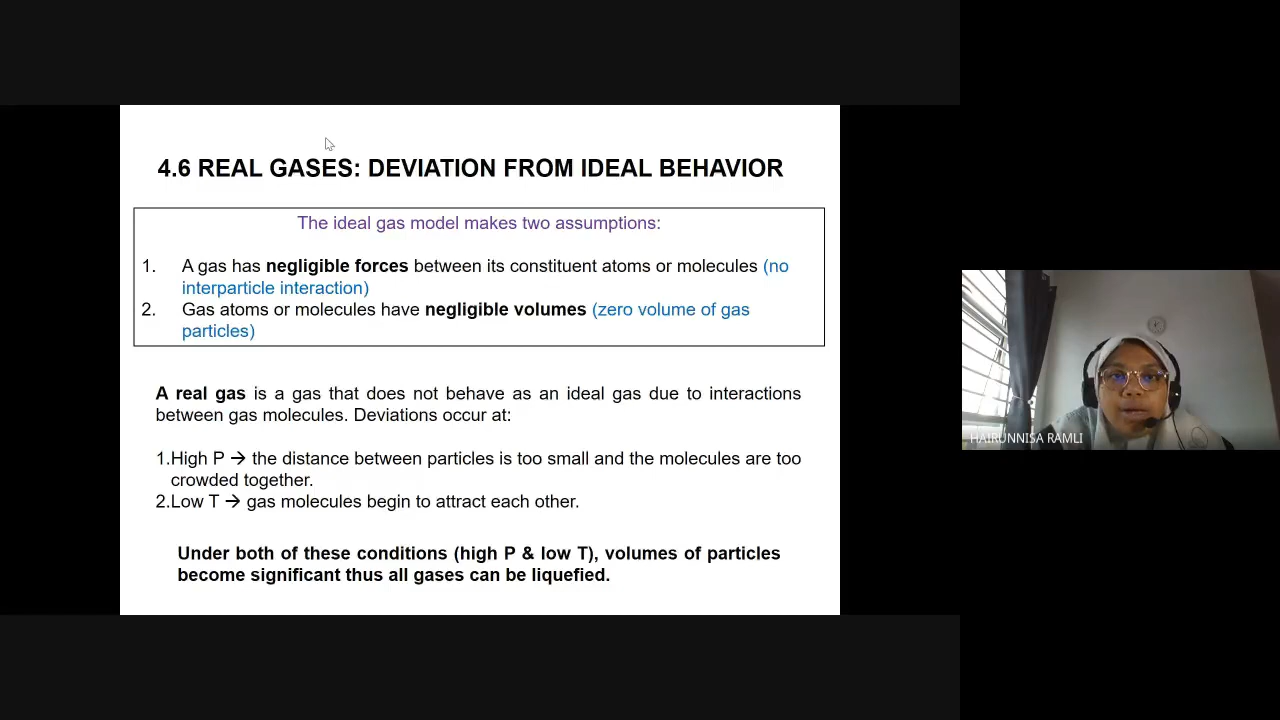 4.6 REAL GASES: DEVIATION FROM IDEAL BEHAVIOR
The ideal gas model makes two assumptions:
1. A gas has negligible forces between its constituent atoms or molecules (no
interparticle interaction)
2. Gas atoms or molecules have negligible volumes (zero volume of gas
particles)
A real gas is a gas that does not behave as an ideal gas due to interactions
between gas molecules. Deviations occur at:
1.High P → the distance between particles is too small and the molecules are too
crowded together.
2.Low T → gas molecules begin to attract each other.
Under both of these conditions (high P & low T), volumes of particles
become significant thus all gases can be liquefied.
HAIRUNNISA RAMLI